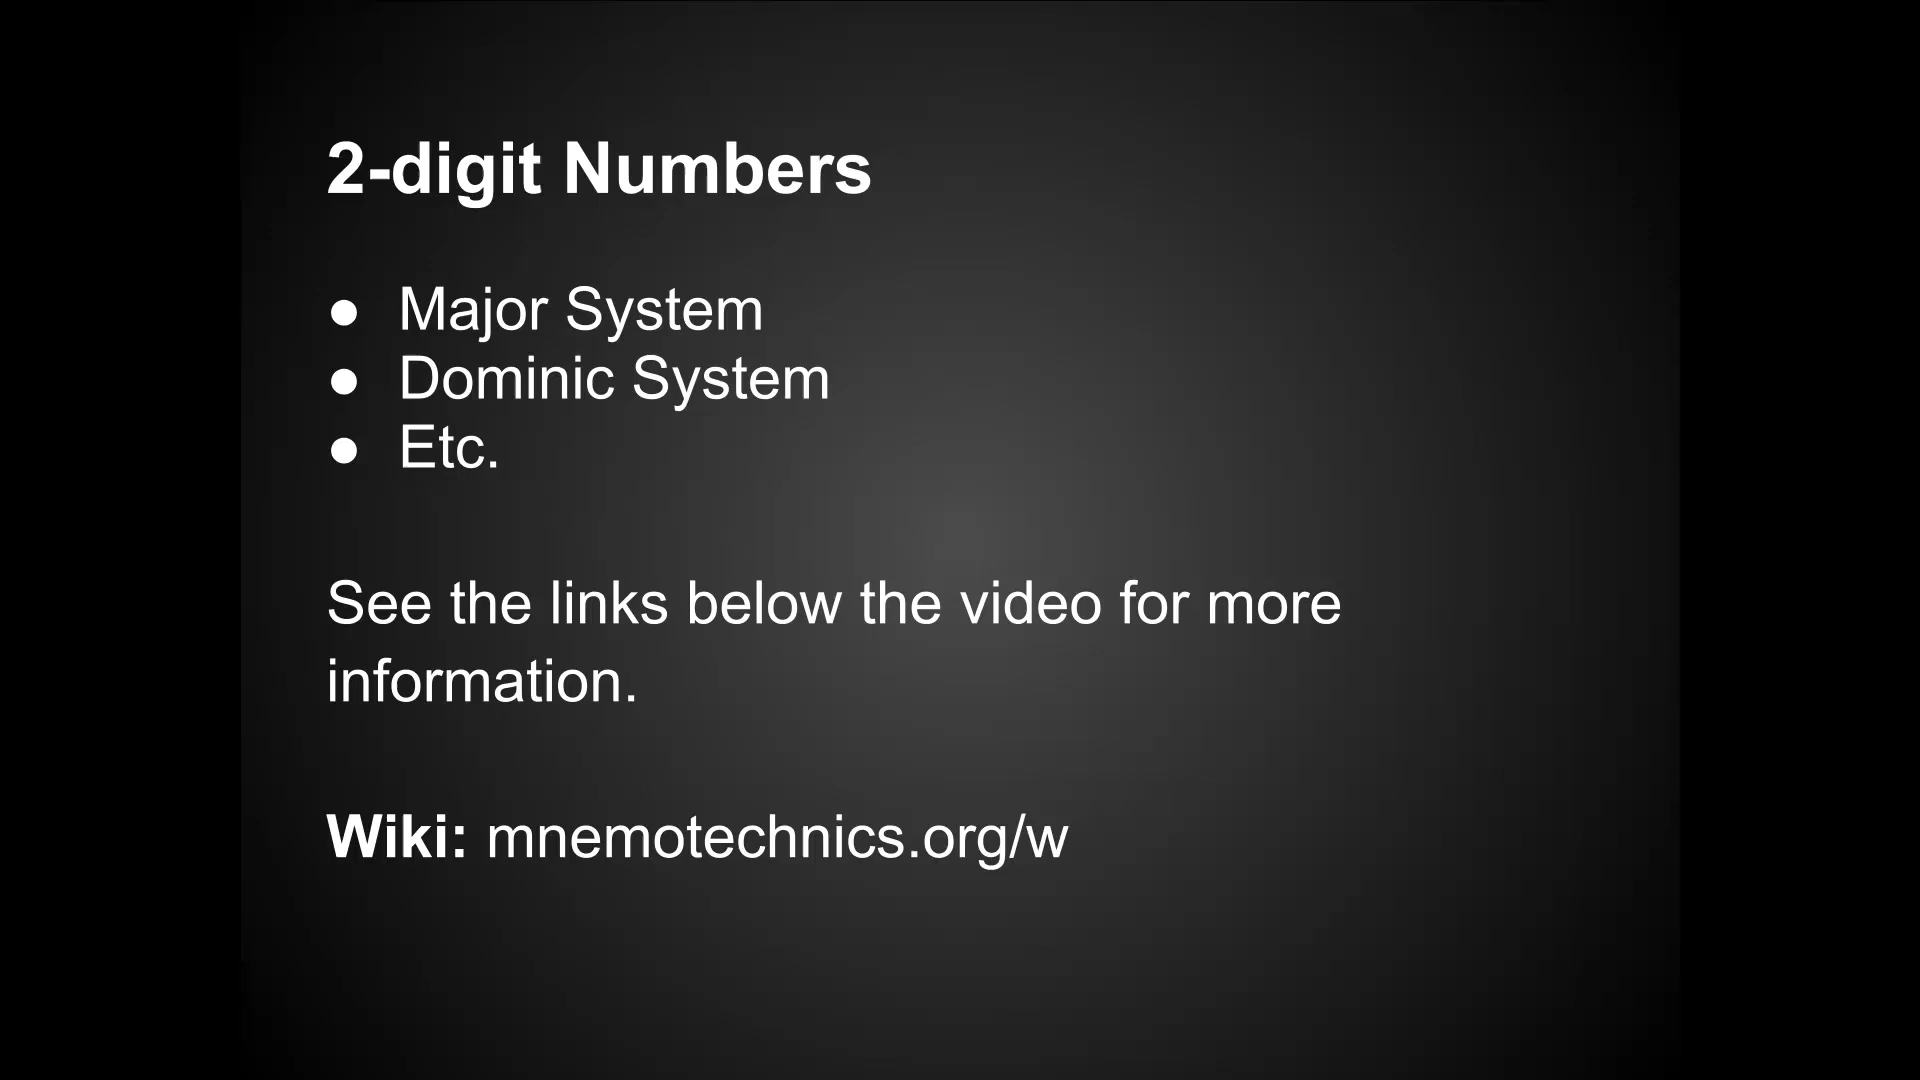 2-digit Numbers
● Major System
● Dominic System
● Etc.
See the links below the video for more
information.
Wiki: mnemotechnics.org/w